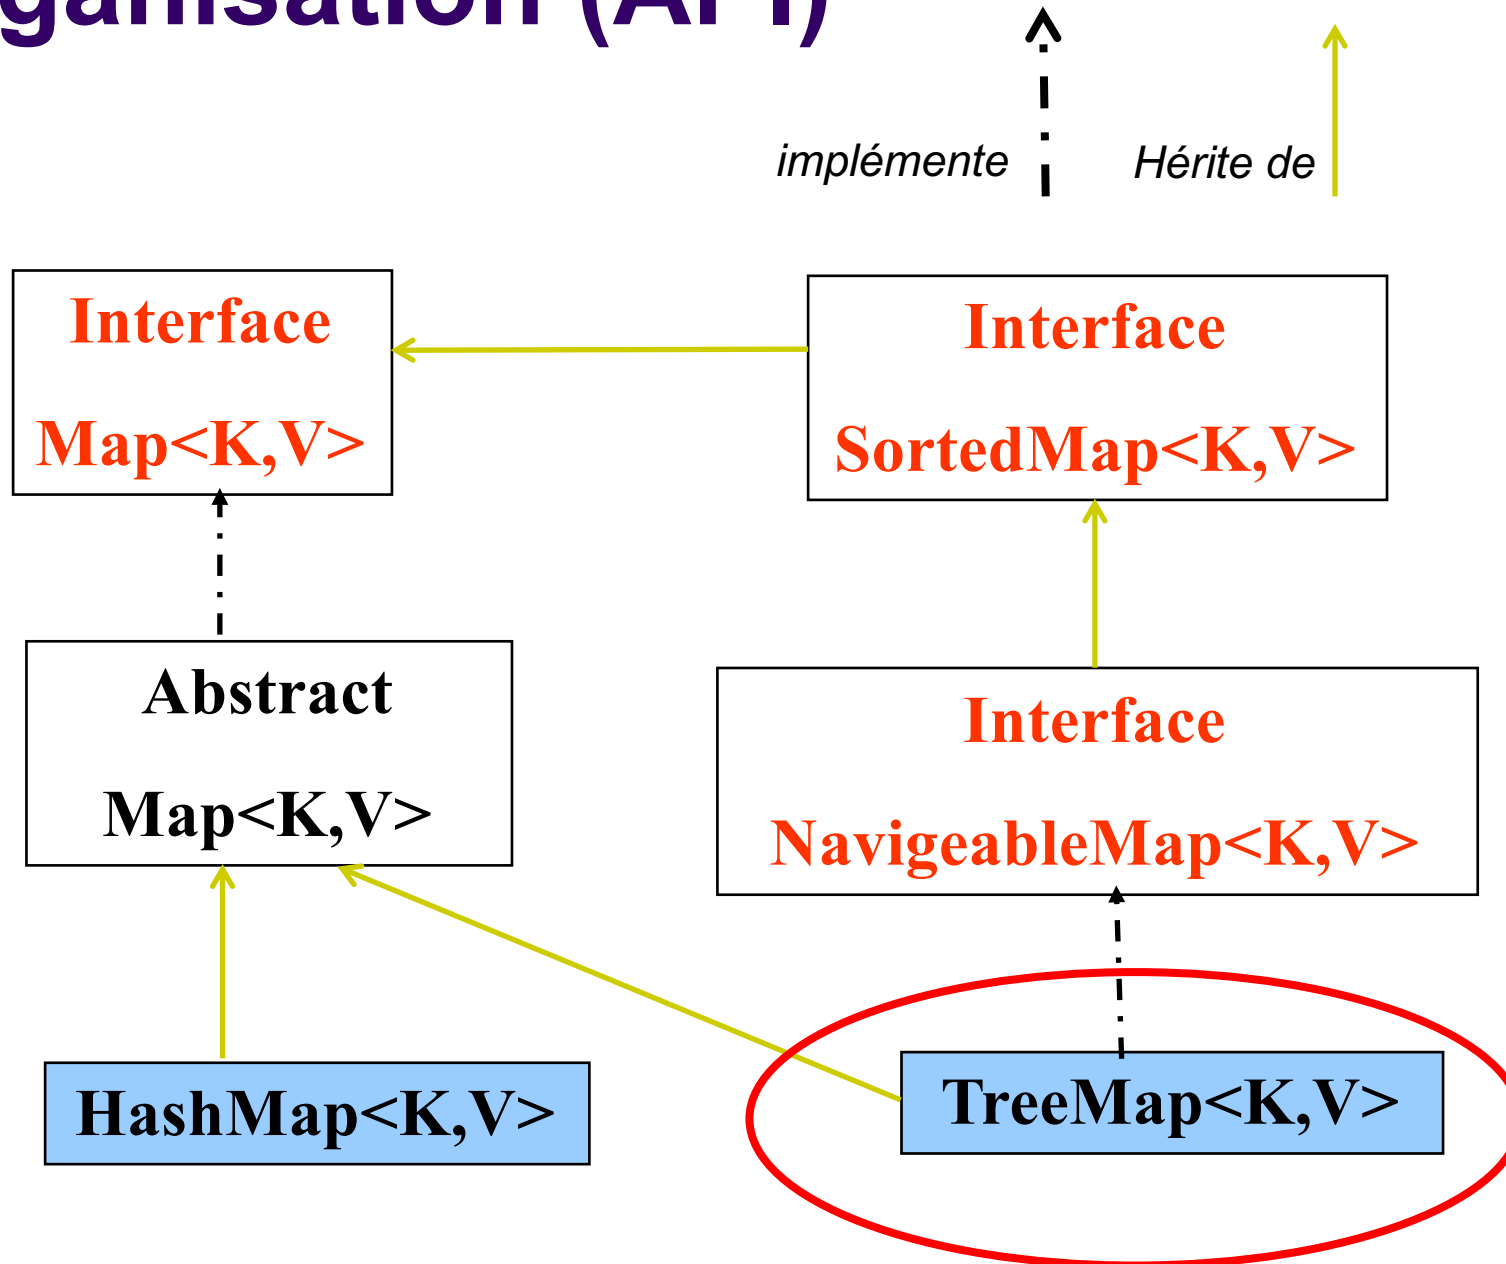 ganisation (API)
implémente
Hérite de
Interface
Map<K,V>
Interface
SortedMap<K,V>
Abstract
Map<K,V>
Interface
NavigeableMap<K,V>
HashMap<K,V>
TreeMap<K,V>